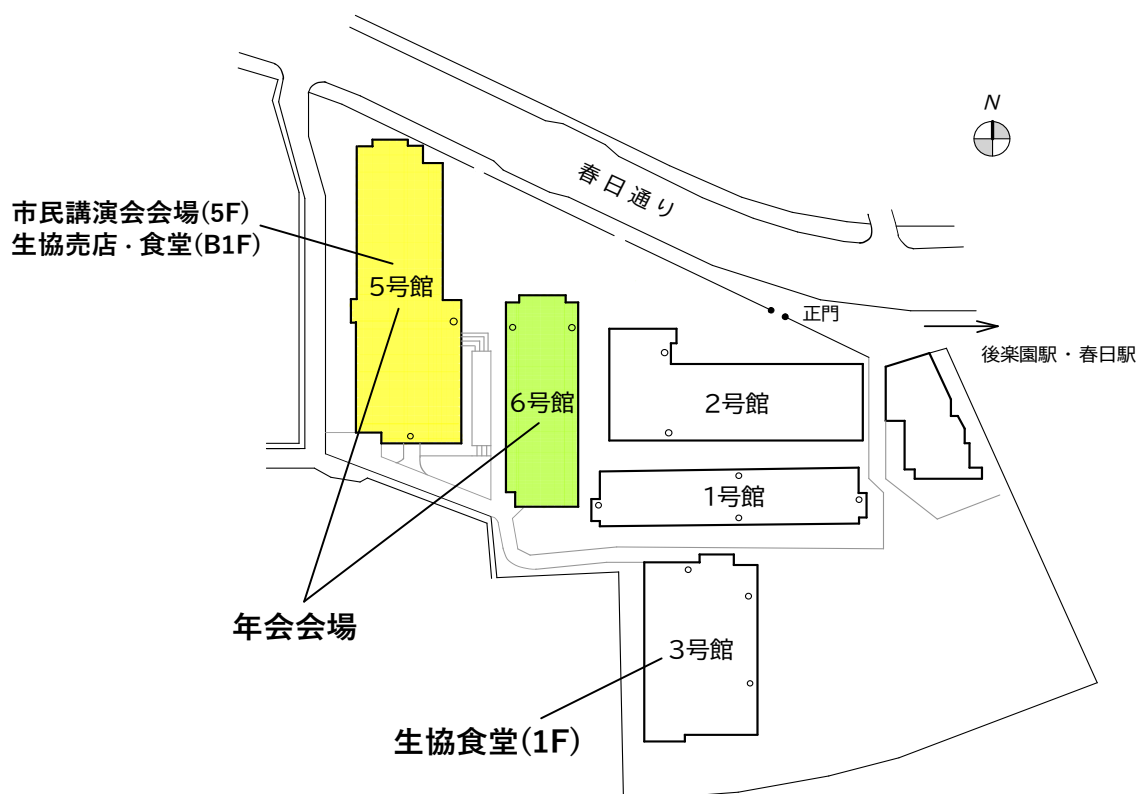 N
春日通り
市民講演会会場(5F)
生協売店・食堂(B1F)
5号館
正門
後楽園駅・春日駅
6号館
2号館
1号館
年会会場
3号館
生協食堂(1F)